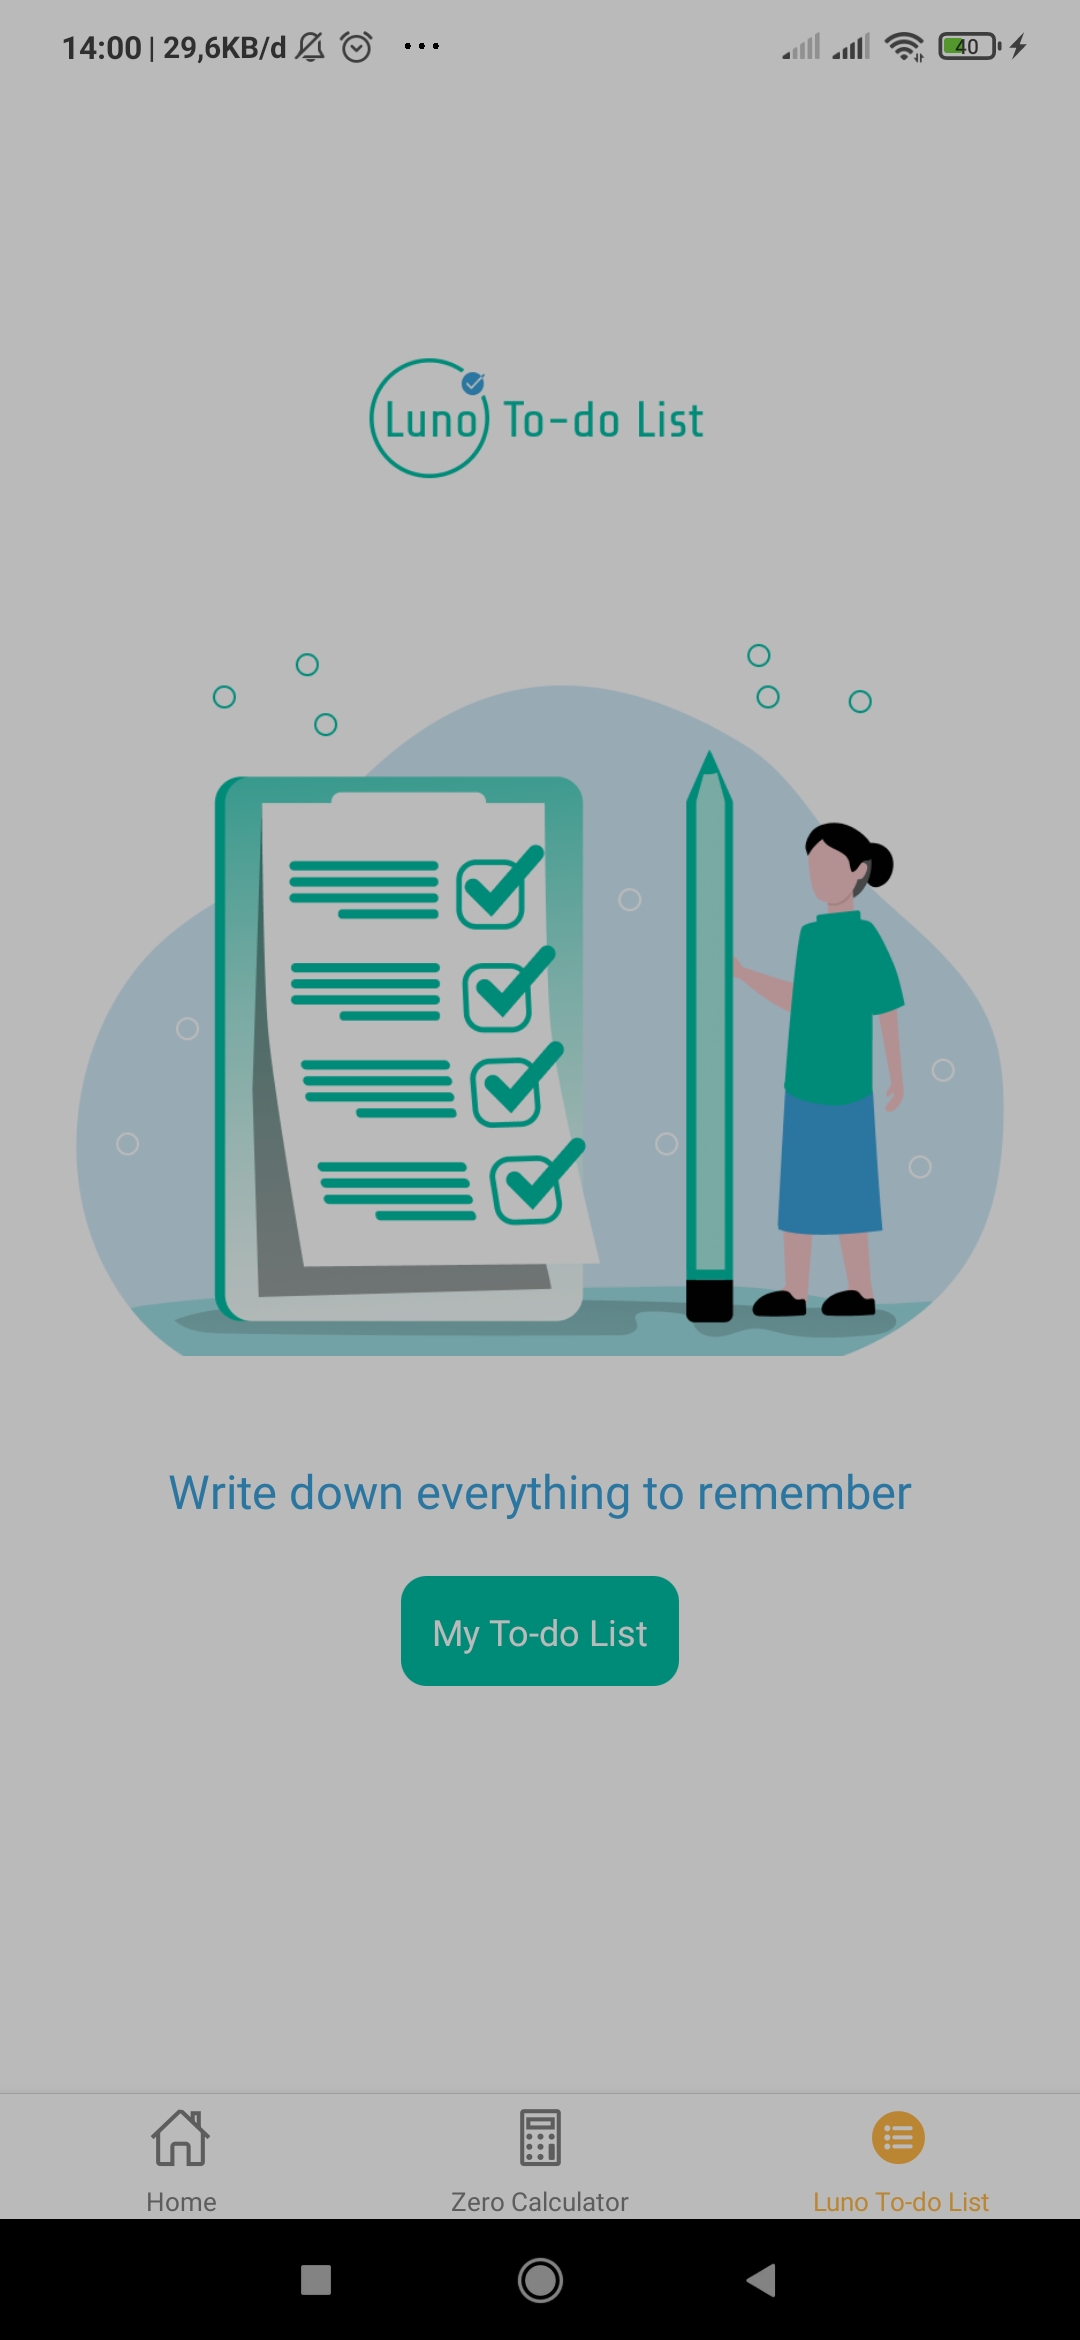 14:00 | 29,6KB/d
40
Luno To-do List
Write down everything to remember
My To-do List
Home
Zero Calculator
Luno To-do List